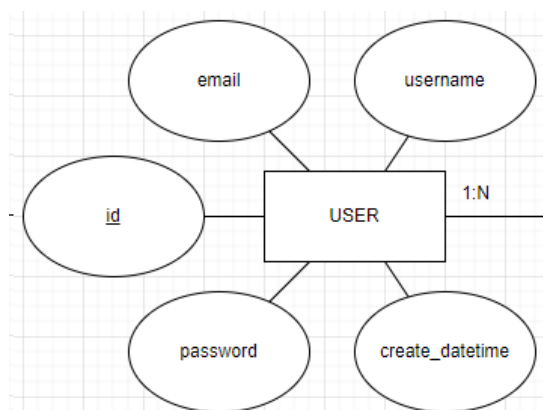 email
username
1:N
id
USER
password
create_datetime